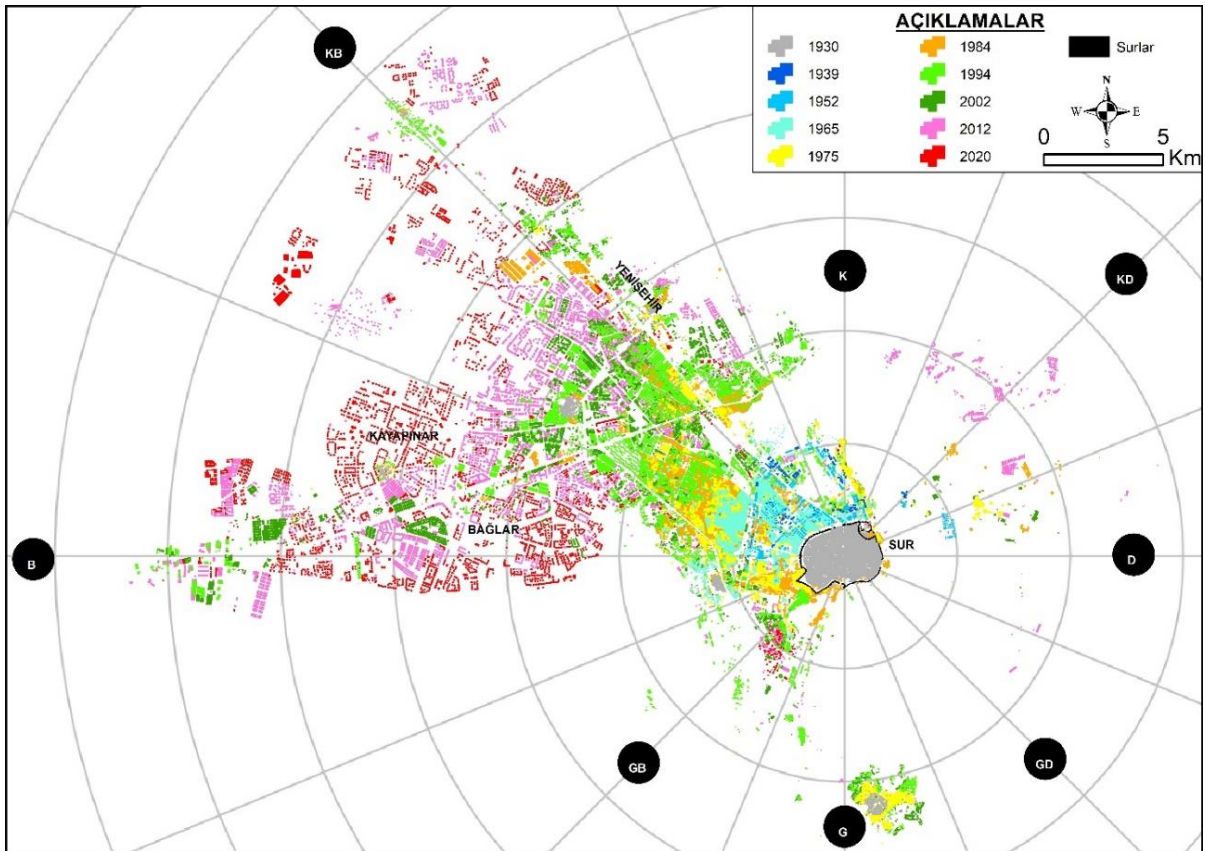 AÇIKLAMALAR
1930
1939
1952
1965
1975
1984
1994
2002
2012
2020
Surlar
N
W E
S
0 5
Km
KB
K
KD
YENİŞEHİR
KAYAPINAR
BAĞLAR
SUR
B
D
GB
GD
G